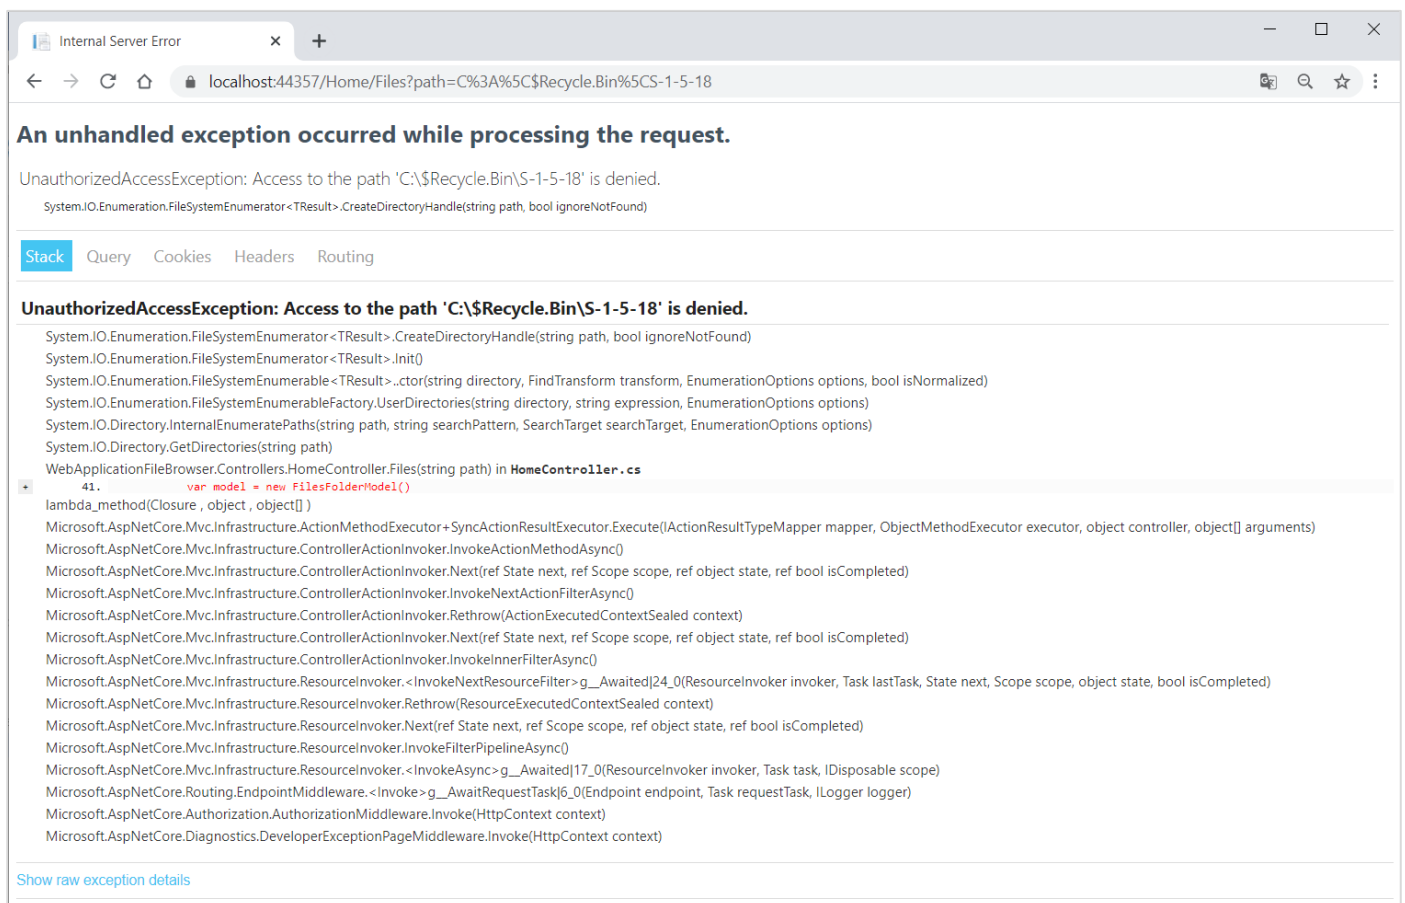 Internal Server Error
localhost:44357/Home/Files?path=C%3A%5C$Recycle.Bin%5CS-1-5-18
An unhandled exception occurred while processing the request.
UnauthorizedAccessException: Access to the path 'C:\$Recycle.Bin\S-1-5-18' is denied.
System.IO.Enumeration.FileSystemEnumerator<TResult>.CreateDirectoryHandle(string path, bool ignoreNotFound)
Stack Query Cookies Headers Routing
UnauthorizedAccessException: Access to the path 'C:\$Recycle.Bin\S-1-5-18' is denied.
System.IO.Enumeration.FileSystemEnumerator<TResult>.CreateDirectoryHandle(string path, bool ignoreNotFound)
System.IO.Enumeration.FileSystemEnumerator<TResult>.Init()
System.IO.Enumeration.FileSystemEnumerable<TResult>..ctor(string directory, FindTransform transform, EnumerationOptions options, bool isNormalized)
System.IO.Enumeration.FileSystemEnumerableFactory.UserDirectories(string directory, string expression, EnumerationOptions options)
System.IO.Directory.InternalEnumeratePaths(string path, string searchPattern, SearchTarget searchTarget, EnumerationOptions options)
System.IO.Directory.GetDirectories(string path)
WebApplicationFileBrowser.Controllers.HomeController.Files(string path) in HomeController.cs
+ 41. var model = new FilesFolderModel()
lambda_method(Closure , object , object[] )
Microsoft.AspNetCore.Mvc.Infrastructure.ActionMethodExecutor+SyncActionResultExecutor.Execute(IActionResultTypeMapper mapper, ObjectMethodExecutor executor, object controller, object[] arguments)
Microsoft.AspNetCore.Mvc.Infrastructure.ControllerActionInvoker.InvokeActionMethodAsync()
Microsoft.AspNetCore.Mvc.Infrastructure.ControllerActionInvoker.Next(ref State next, ref Scope scope, ref object state, ref bool isCompleted)
Microsoft.AspNetCore.Mvc.Infrastructure.ControllerActionInvoker.InvokeNextActionFilterAsync()
Microsoft.AspNetCore.Mvc.Infrastructure.ControllerActionInvoker.Rethrow(ActionExecutedContextSealed context)
Microsoft.AspNetCore.Mvc.Infrastructure.ControllerActionInvoker.Next(ref State next, ref Scope scope, ref object state, ref bool isCompleted)
Microsoft.AspNetCore.Mvc.Infrastructure.ControllerActionInvoker.InvokeInnerFilterAsync()
Microsoft.AspNetCore.Mvc.Infrastructure.ResourceInvoker.<InvokeNextResourceFilter>g__Awaited|24_0(ResourceInvoker invoker, Task lastTask, State next, Scope scope, object state, bool isCompleted)
Microsoft.AspNetCore.Mvc.Infrastructure.ResourceInvoker.Rethrow(ResourceExecutedContextSealed context)
Microsoft.AspNetCore.Mvc.Infrastructure.ResourceInvoker.Next(ref State next, ref Scope scope, ref object state, ref bool isCompleted)
Microsoft.AspNetCore.Mvc.Infrastructure.ResourceInvoker.InvokeFilterPipelineAsync()
Microsoft.AspNetCore.Mvc.Infrastructure.ResourceInvoker.<InvokeAsync>g__Awaited|17_0(ResourceInvoker invoker, Task task, IDisposable scope)
Microsoft.AspNetCore.Routing.EndpointMiddleware.<Invoke>g__AwaitRequestTask|6_0(Endpoint endpoint, Task requestTask, ILogger logger)
Microsoft.AspNetCore.Authorization.AuthorizationMiddleware.Invoke(HttpContext context)
Microsoft.AspNetCore.Diagnostics.DeveloperExceptionPageMiddleware.Invoke(HttpContext context)
Show raw exception details